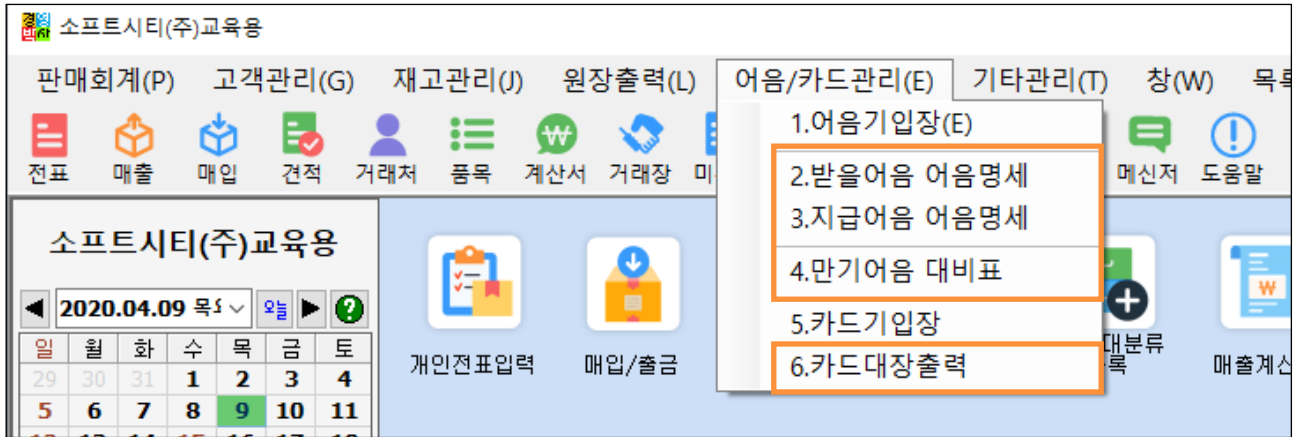 경영박사 소프트시티(주)교육용
판매회계(P) 고객관리(G) 재고관리(J) 원장출력(L) 어음/카드관리(E) 기타관리(T) 창(W)
전표 매출 매입 견적 거래처 품목 계산서 거래장 메신저 도움말
1.어음기입장(E)
2.받을어음 어음명세
3.지급어음 어음명세
4.만기어음 대비표
5.카드기입장
6.카드대장출력
소프트시티(주)교육용
2020.04.09 오늘
일 월 화 수 목 금 토
29 30 31 1 2 3 4
5 6 7 8 9 10 11
개인전표입력 매입/출금 대분류